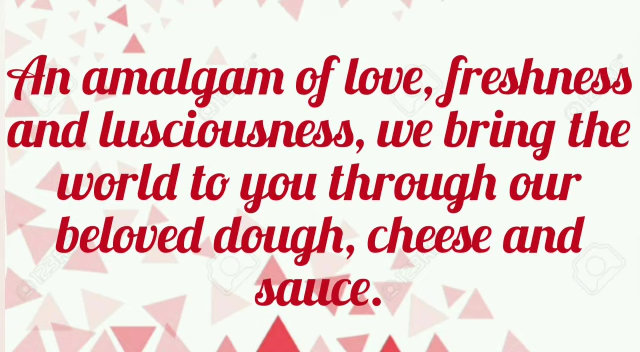 An amalgam of love, freshness
and lusciousness, we bring the
world to you through our
beloved dough, cheese and
sauce.